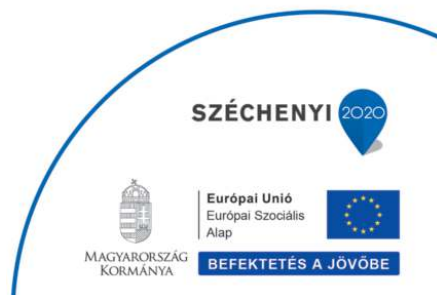 SZÉCHENYI 2020
MAGYARORSZÁG
KORMÁNYA
Európai Unió
Európai Szociális
Alap
BEFEKTETÉS A JÖVŐBE